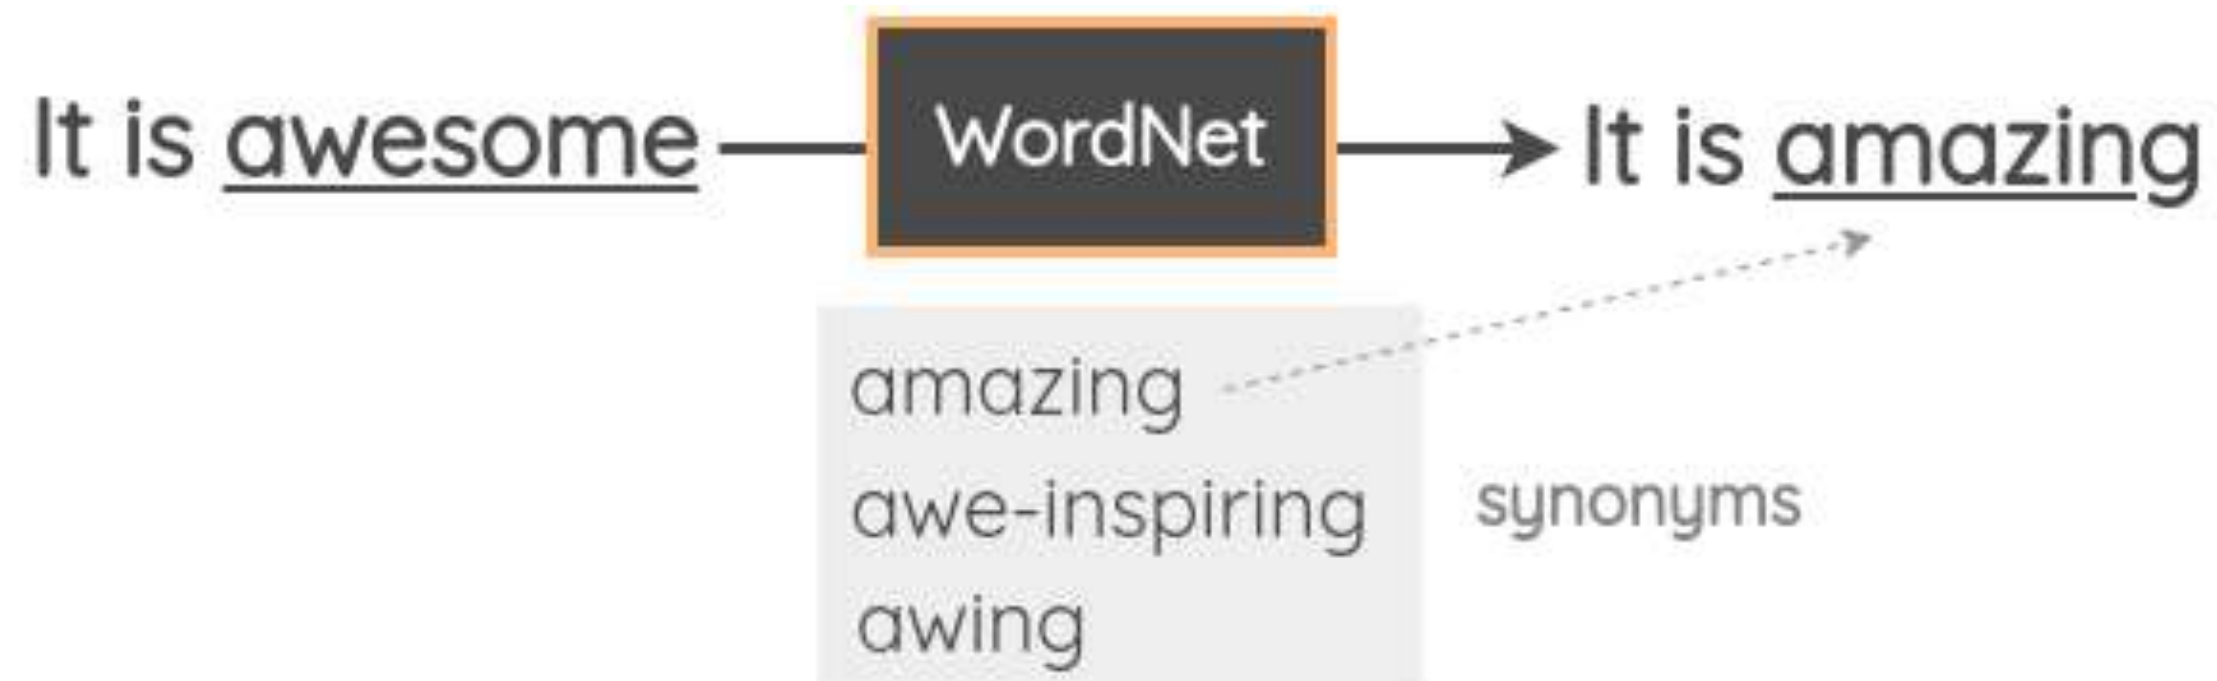 It is awesome
WordNet
It is amazing
amazing
awe-inspiring
synonyms
awing